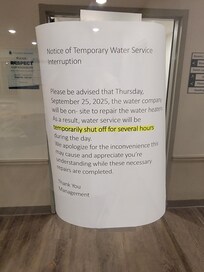 Notice of Temporary Water Service
Interruption
Please be advised that Thursday,
September 25, 2025, the water company
will be on- site to repair the water heater.
As a result, water service will be
temporarily shut off for several hours
during the day.
We apologize for the inconvenience this
may cause and appreciate you're
understanding while these necessary
repairs are completed.
Thank You
Management
RESPECT